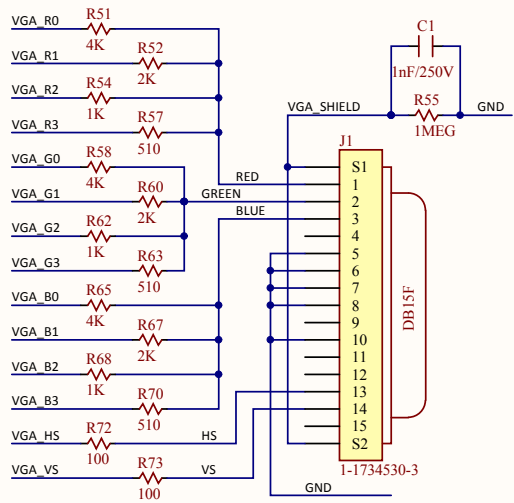 VGA_R0 R51 4K
VGA_R1 R52 2K
VGA_R2 R54 1K
VGA_R3 R57 510
VGA_G0 R58 4K
VGA_G1 R60 2K
VGA_G2 R62 1K
VGA_G3 R63 510
VGA_B0 R65 4K
VGA_B1 R67 2K
VGA_B2 R68 1K
VGA_B3 R70 510
VGA_HS R72 100 HS
VGA_VS R73 100 VS
RED
GREEN
BLUE
C1
1nF/250V
VGA_SHIELD R55 GND
1MEG
J1
S1
1
2
3
4
5
6
7
8
9
10
11
12
13
14
15
S2
DB15F
1-1734530-3
GND